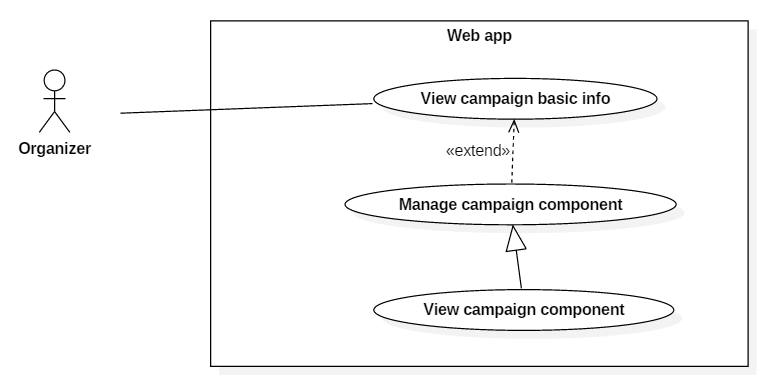 Web app
View campaign basic info
Organizer
«extend»
Manage campaign component
View campaign component